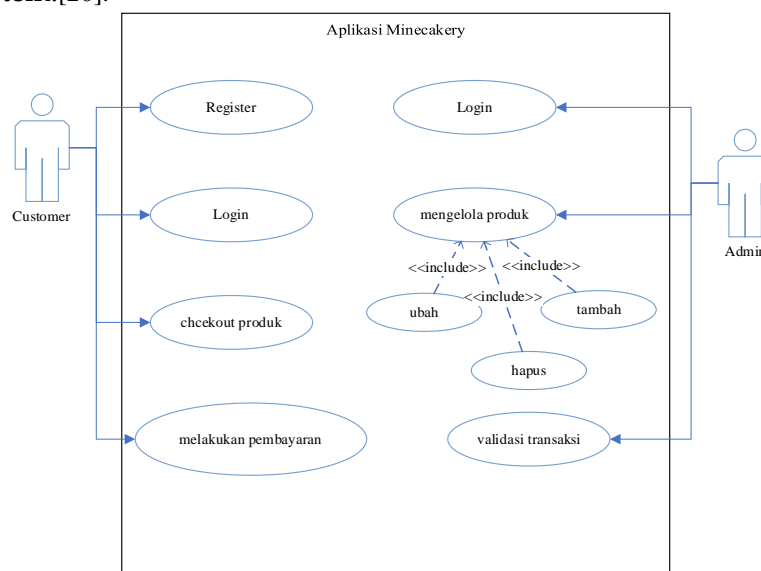 Aplikasi Minecakery
Register
Login
Customer
Login
mengelola produk
Admin
<<include>>
<<include>>
<<include>>
ubah
tambah
chcekout produk
hapus
melakukan pembayaran
validasi transaksi